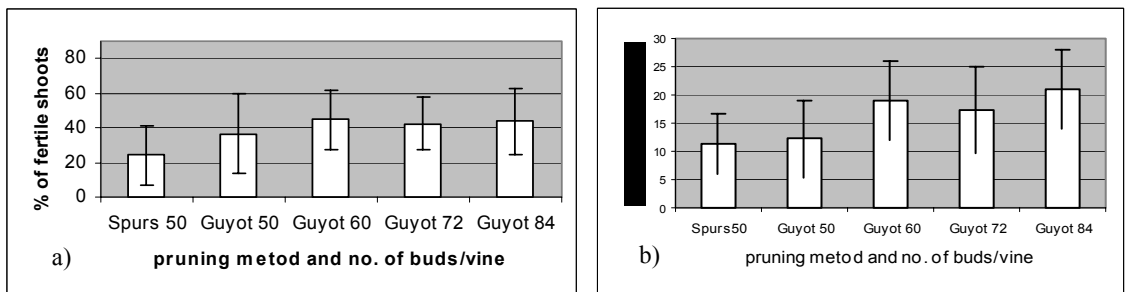 % of fertile shoots
80
60
40
20
0
Spurs 50 Guyot 50 Guyot 60 Guyot 72 Guyot 84
a) pruning metod and no. of buds/vine
30
25
20
15
10
5
0
Spurs50 Guyot 50 Guyot 60 Guyot 72 Guyot 84
b) pruning metod and no. of buds/vine